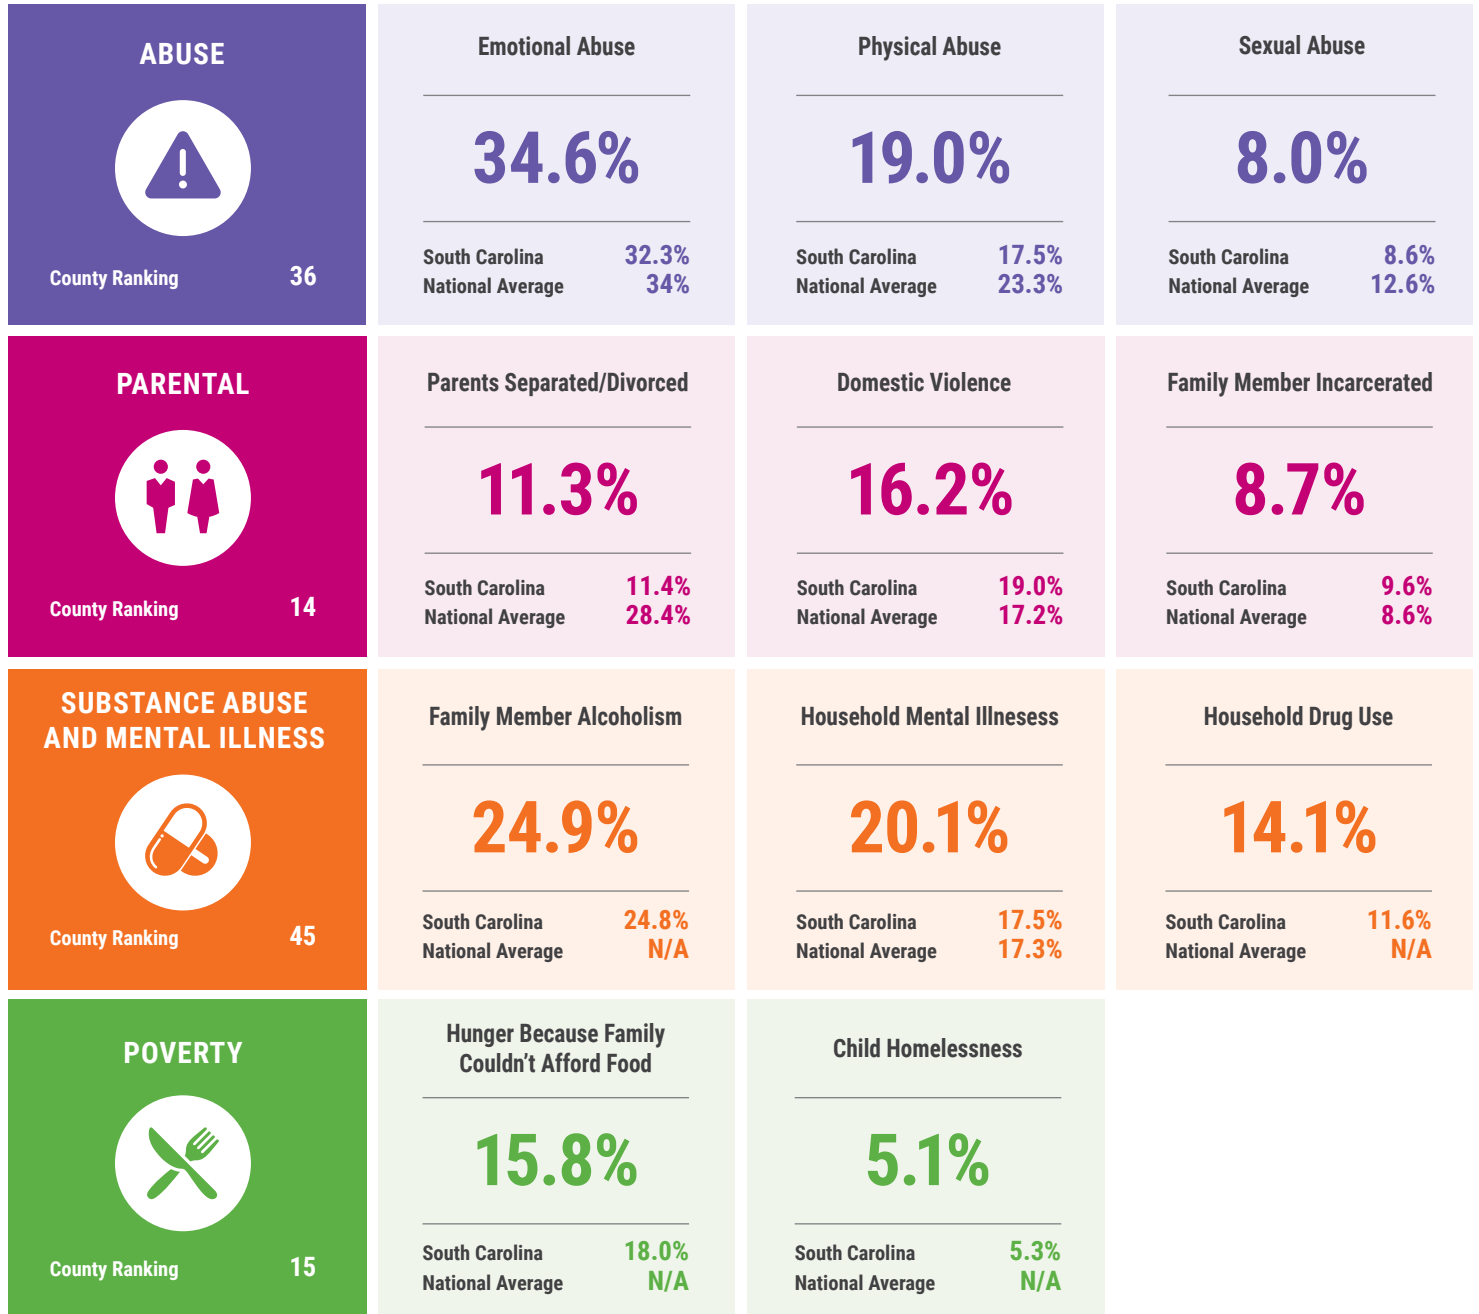 ABUSE
County Ranking 36
Emotional Abuse
34.6%
South Carolina 32.3%
National Average 34%
Physical Abuse
19.0%
South Carolina 17.5%
National Average 23.3%
Sexual Abuse
8.0%
South Carolina 8.6%
National Average 12.6%
PARENTAL
County Ranking 14
Parents Separated/Divorced
11.3%
South Carolina 11.4%
National Average 28.4%
Domestic Violence
16.2%
South Carolina 19.0%
National Average 17.2%
Family Member Incarcerated
8.7%
South Carolina 9.6%
National Average 8.6%
SUBSTANCE ABUSE
AND MENTAL ILLNESS
County Ranking 45
Family Member Alcoholism
24.9%
South Carolina 24.8%
National Average N/A
Household Mental Illnesess
20.1%
South Carolina 17.5%
National Average 17.3%
Household Drug Use
14.1%
South Carolina 11.6%
National Average N/A
POVERTY
County Ranking 15
Hunger Because Family
Couldn’t Afford Food
15.8%
South Carolina 18.0%
National Average N/A
Child Homelessness
5.1%
South Carolina 5.3%
National Average N/A